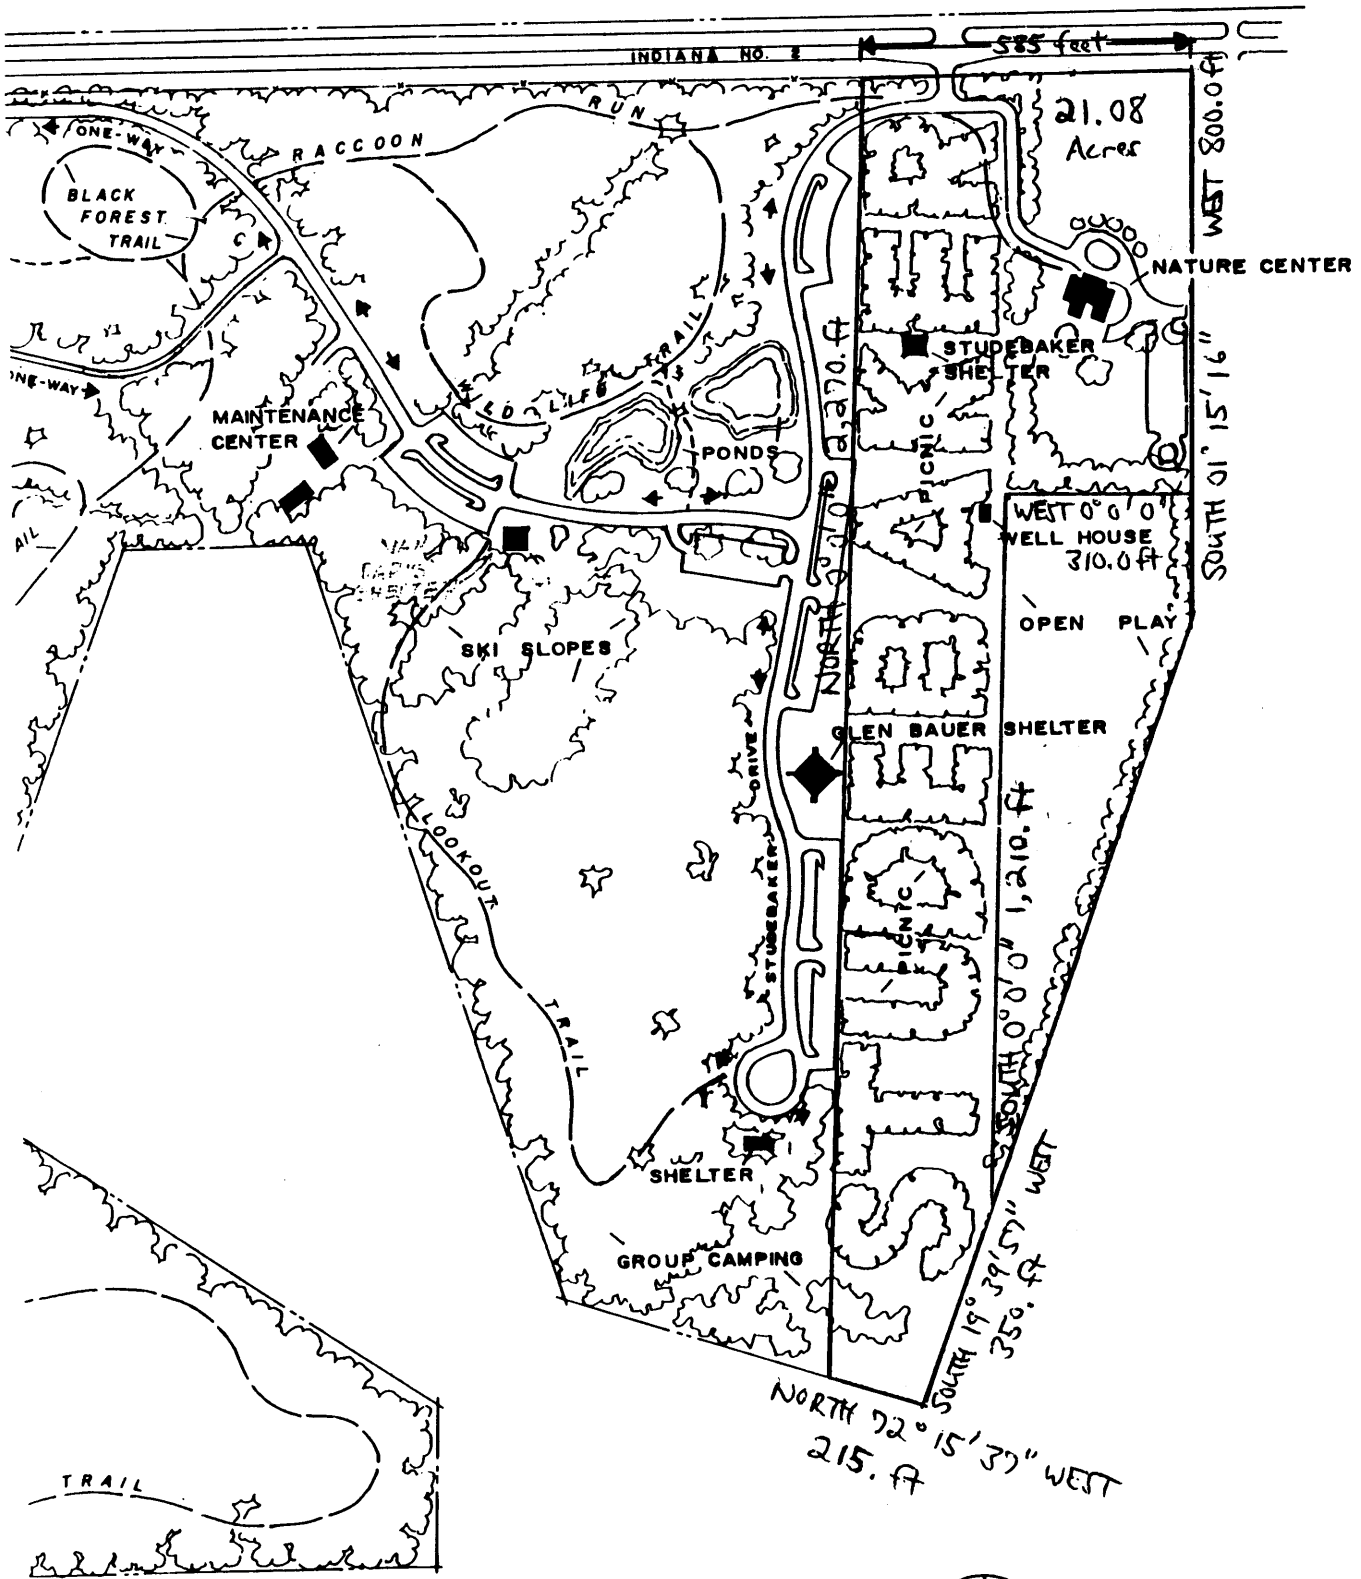 INDIANA NO. 2
585 feet
21.08
Acres
WEST 800.0 ft
SOUTH 01° 15' 16"
ONE-WAY
RACCOON RUN
BLACK
FOREST
TRAIL
NATURE CENTER
STUDEBAKER
SHELTER
ONE-WAY
MAINTENANCE
CENTER
WILD LIFE TRAIL
PONDS
NORTH 0° 0' 0" 2,270. ft
PICNIC
WEST 0° 0' 0"
WELL HOUSE
310.0 ft
AIL
SHELTER
SKI SLOPES
OPEN PLAY
GLEN BAUER SHELTER
STUDEBAKER DRIVE
LOOKOUT TRAIL
PICNIC
SOUTH 0° 0' 0" 1,210. ft
STUDEBAKER
SHELTER
GROUP CAMPING
SOUTH 19° 39' 57" WEST
350. ft
NORTH 72° 15' 37" WEST
215. ft
TRAIL